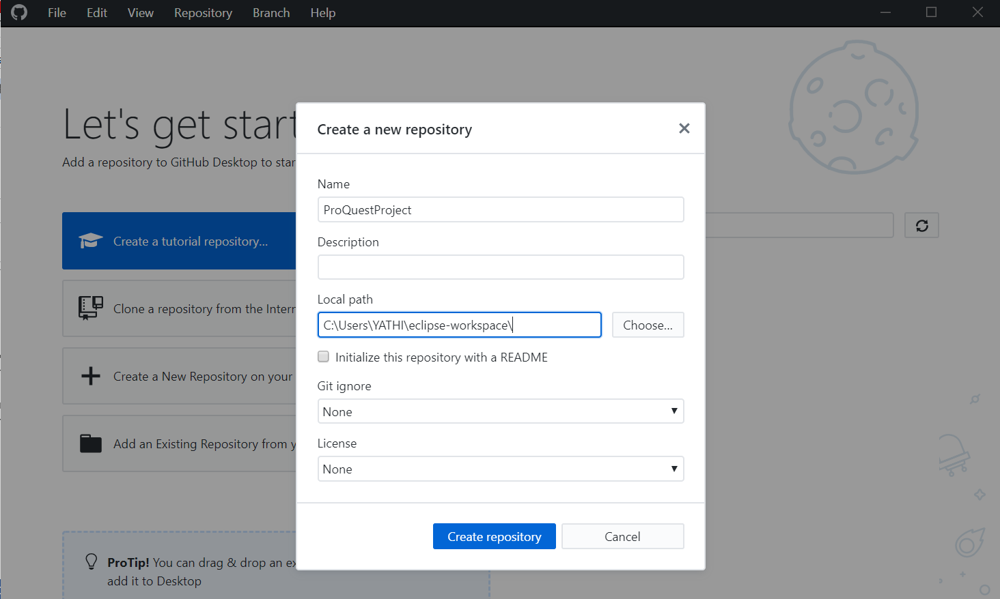 File Edit View Repository Branch Help
Let's get start
Add a repository to GitHub Desktop to star
Create a tutorial repository...
Clone a repository from the Intern
Create a New Repository on your
Add an Existing Repository from y
ProTip! You can drag & drop an ex
add it to Desktop
Create a new repository
Name
ProQuestProject
Description
Local path
C:\Users\YATHI\eclipse-workspace\
Choose...
Initialize this repository with a README
Git ignore
None
License
None
Create repository Cancel